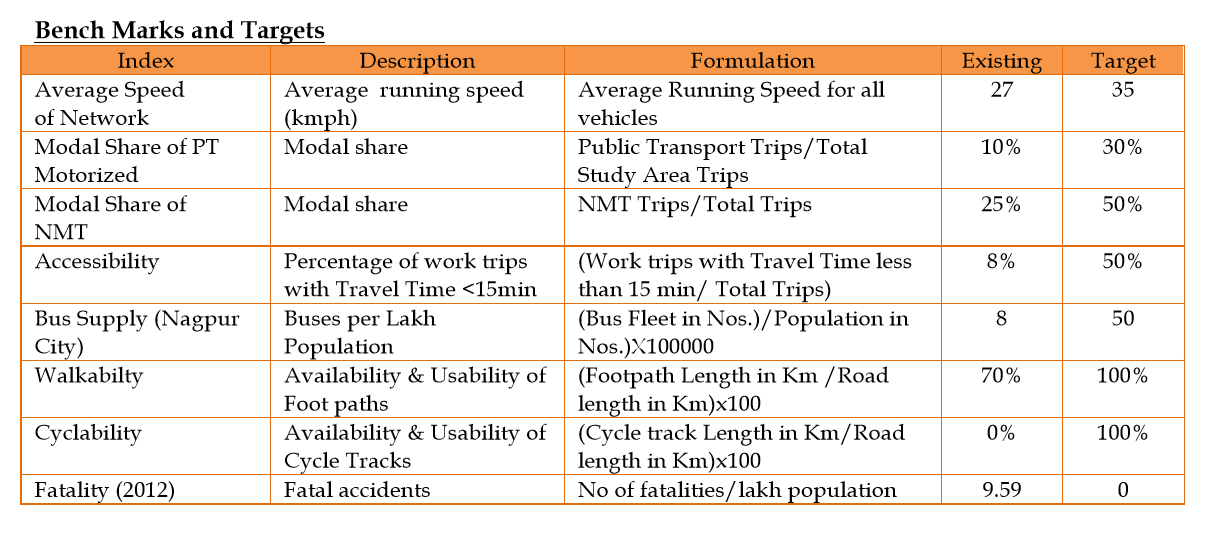 Bench Marks and Targets
Index Description Formulation Existing Target
Average Speed Average running speed Average Running Speed for all 27 35
of Network (kmph) vehicles
Modal Share of PT Modal share Public Transport Trips/Total 10% 30%
Motorized Study Area Trips
Modal Share of Modal share NMT Trips/Total Trips 25% 50%
NMT
Accessibility Percentage of work trips (Work trips with Travel Time less 8% 50%
with Travel Time <15min than 15 min/ Total Trips)
Bus Supply (Nagpur Buses per Lakh (Bus Fleet in Nos.)/Population in 8 50
City) Population Nos.)X100000
Walkabilty Availability & Usability of (Footpath Length in Km /Road 70% 100%
Foot paths length in Km)x100
Cyclability Availability & Usability of (Cycle track Length in Km/Road 0% 100%
Cycle Tracks length in Km)x100
Fatality (2012) Fatal accidents No of fatalities/lakh population 9.59 0